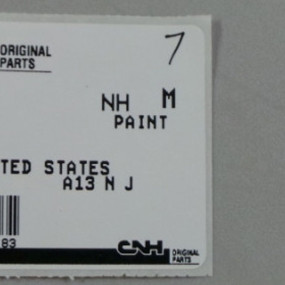 ORIGINAL
PARTS
7
NH M
PAINT
TED STATES
A13 N J
83
CNH ORIGINAL
PARTS